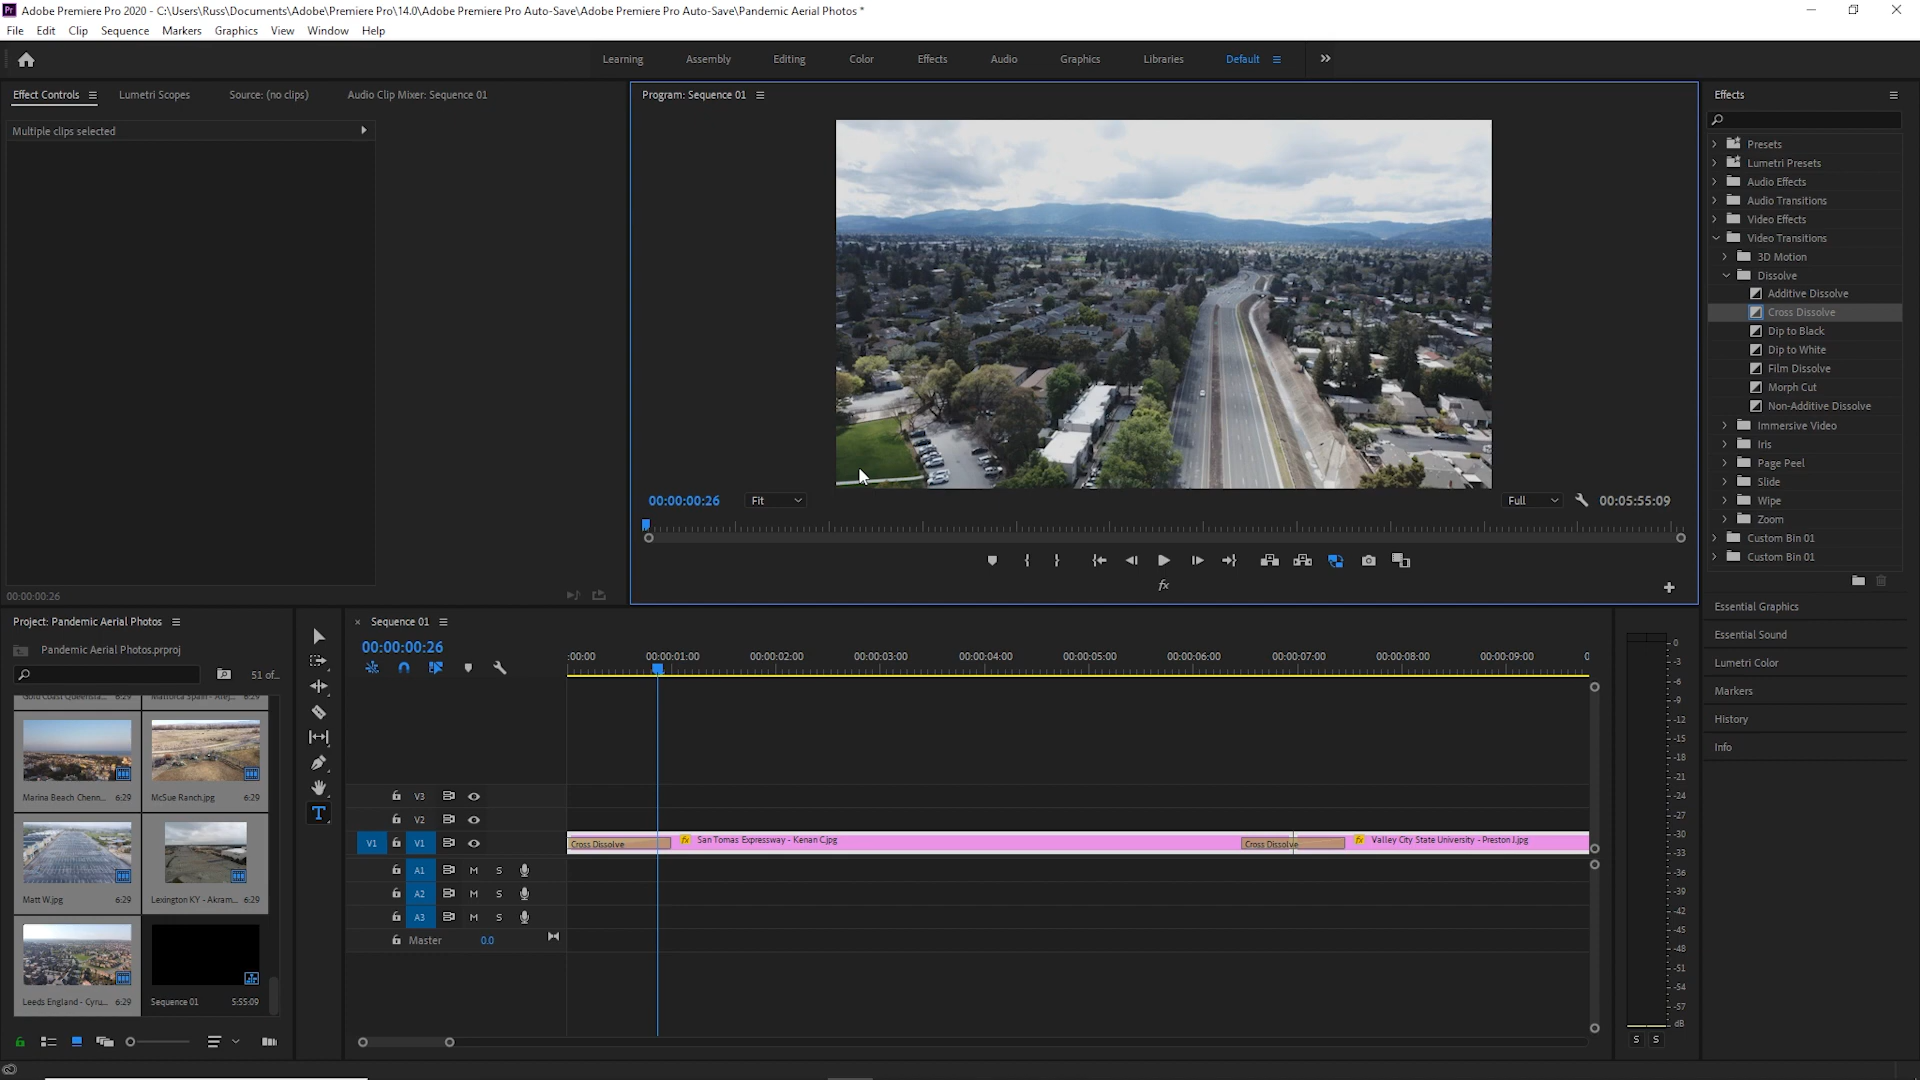 Adobe Premiere Pro 2020 - C:\Users\Russ\Documents\Adobe\Premiere Pro\14.0\Adobe Premiere Pro Auto-Save\Adobe Premiere Pro Auto-Save\Pandemic Aerial Photos *
File Edit Clip Sequence Markers Graphics View Window Help
Learning Assembly Editing Color Effects Audio Graphics Libraries Default
Effect Controls Lumetri Scopes Source: (no clips) Audio Clip Mixer: Sequence 01
Multiple clips selected
00:00:00:26
Program: Sequence 01
00:00:00:26 Fit Full 00:05:55:09
fx
Effects
Presets
Lumetri Presets
Audio Effects
Audio Transitions
Video Effects
Video Transitions
3D Motion
Dissolve
Additive Dissolve
Cross Dissolve
Dip to Black
Dip to White
Film Dissolve
Morph Cut
Non-Additive Dissolve
Immersive Video
Iris
Page Peel
Slide
Wipe
Zoom
Custom Bin 01
Custom Bin 01
Essential Graphics
Essential Sound
Lumetri Color
Markers
History
Info
Project: Pandemic Aerial Photos
Pandemic Aerial Photos.prproj
51 of...
6:29 6:29
Marina Beach Chenn... 6:29 McSue Ranch.jpg 6:29
Matt W.jpg 6:29 Lexington KY - Akram... 6:29
Leeds England - Cyru... 6:29 Sequence 01 5:55:09
T
Sequence 01
00:00:00:26
:00:00 00:00:01:00 00:00:02:00 00:00:03:00 00:00:04:00 00:00:05:00 00:00:06:00 00:00:07:00 00:00:08:00 00:00:09:00 0
V3
V2
V1 V1 Cross Dissolve fx San Tomas Expressway - Kenan C.jpg Cross Dissolve fx Valley City State University - Preston J.jpg
A1 M S
A2 M S
A3 M S
Master 0.0
0
-3
-6
-9
-12
-15
-18
-21
-24
-27
-30
-33
-36
-39
-42
-45
-48
-51
-54
-57
dB
S S